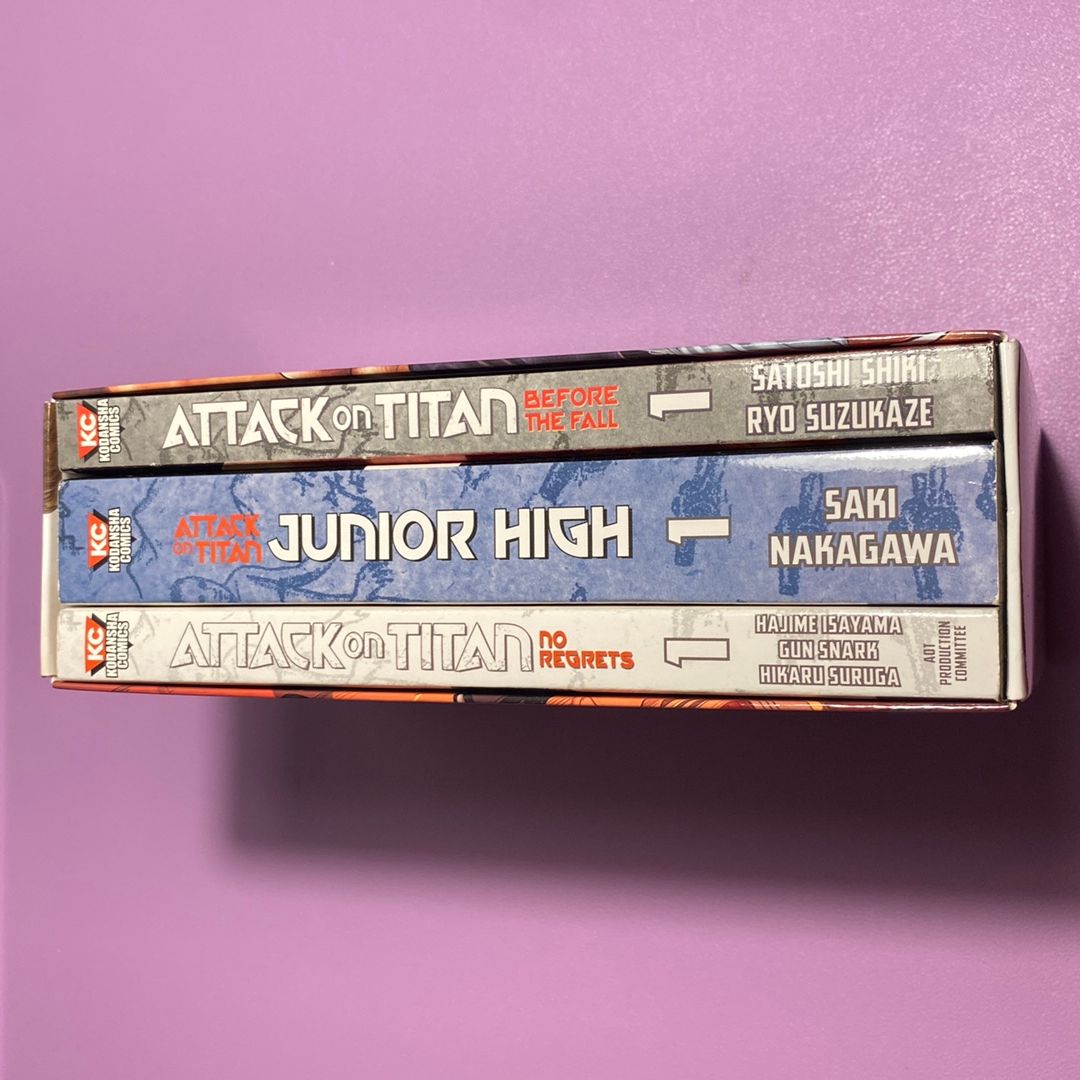 KC
KODANSHA
COMICS
ATTACK on TITAN
BEFORE
THE FALL
1
SATOSHI SHIKI
RYO SUZUKAZE
KC
KODANSHA
COMICS
ATTACK
on TITAN
JUNIOR HIGH
1
SAKI
NAKAGAWA
KC
KODANSHA
COMICS
ATTACK on TITAN
NO
REGRETS
1
HAJIME ISAYAMA
GUN SNARK
HIKARU SURUGA
AOT
PRODUCTION
COMMITTEE